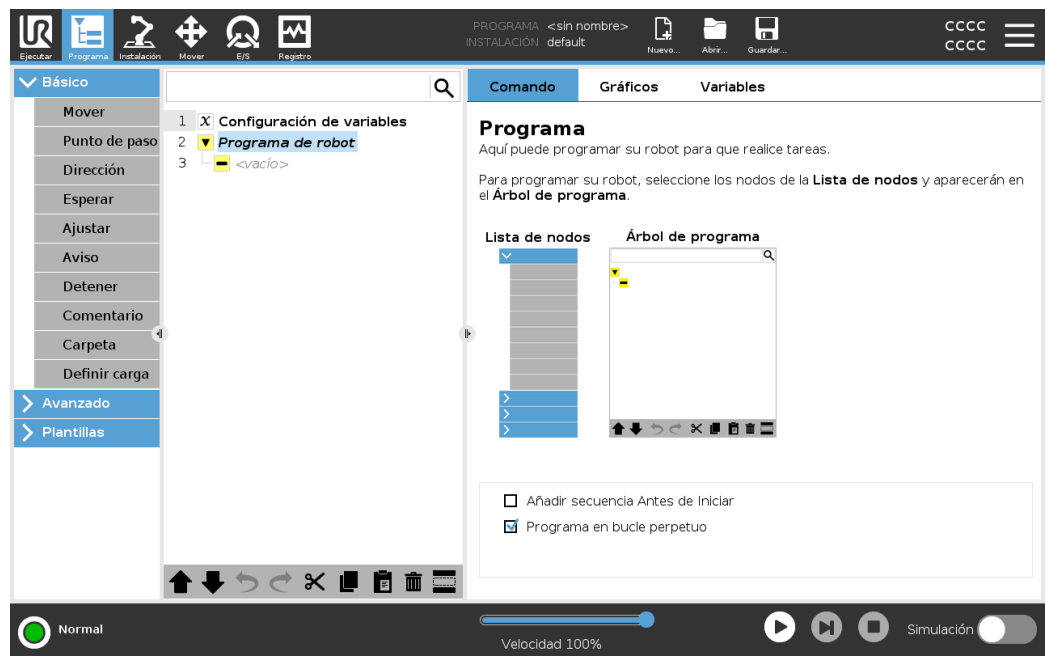 UR
PROGRAMA <sin nombre>
INSTALACIÓN default
Ejecutar Programa Instalación Mover E/S Registro
Nuevo... Abrir... Guardar...
CCCC
CCCC
Básico
Mover
Punto de paso
Dirección
Esperar
Ajustar
Aviso
Detener
Comentario
Carpeta
Definir carga
Avanzado
Plantillas
1 X Configuración de variables
2 Programa de robot
3 <vacío>
Comando Gráficos Variables
Programa
Aquí puede programar su robot para que realice tareas.
Para programar su robot, seleccione los nodos de la Lista de nodos y aparecerán en
el Árbol de programa.
Lista de nodos Árbol de programa
Añadir secuencia Antes de Iniciar
Programa en bucle perpetuo
Normal
Velocidad 100%
Simulación